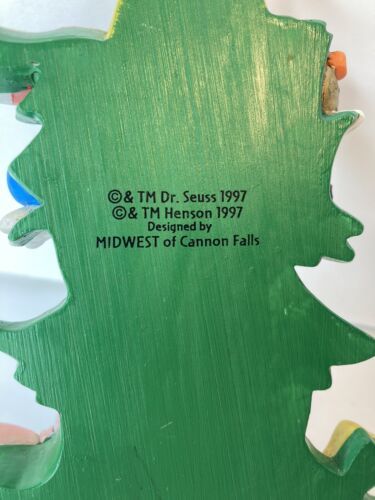 ©& TM Dr. Seuss 1997
©& TM Henson 1997
Designed by
MIDWEST of Cannon Falls